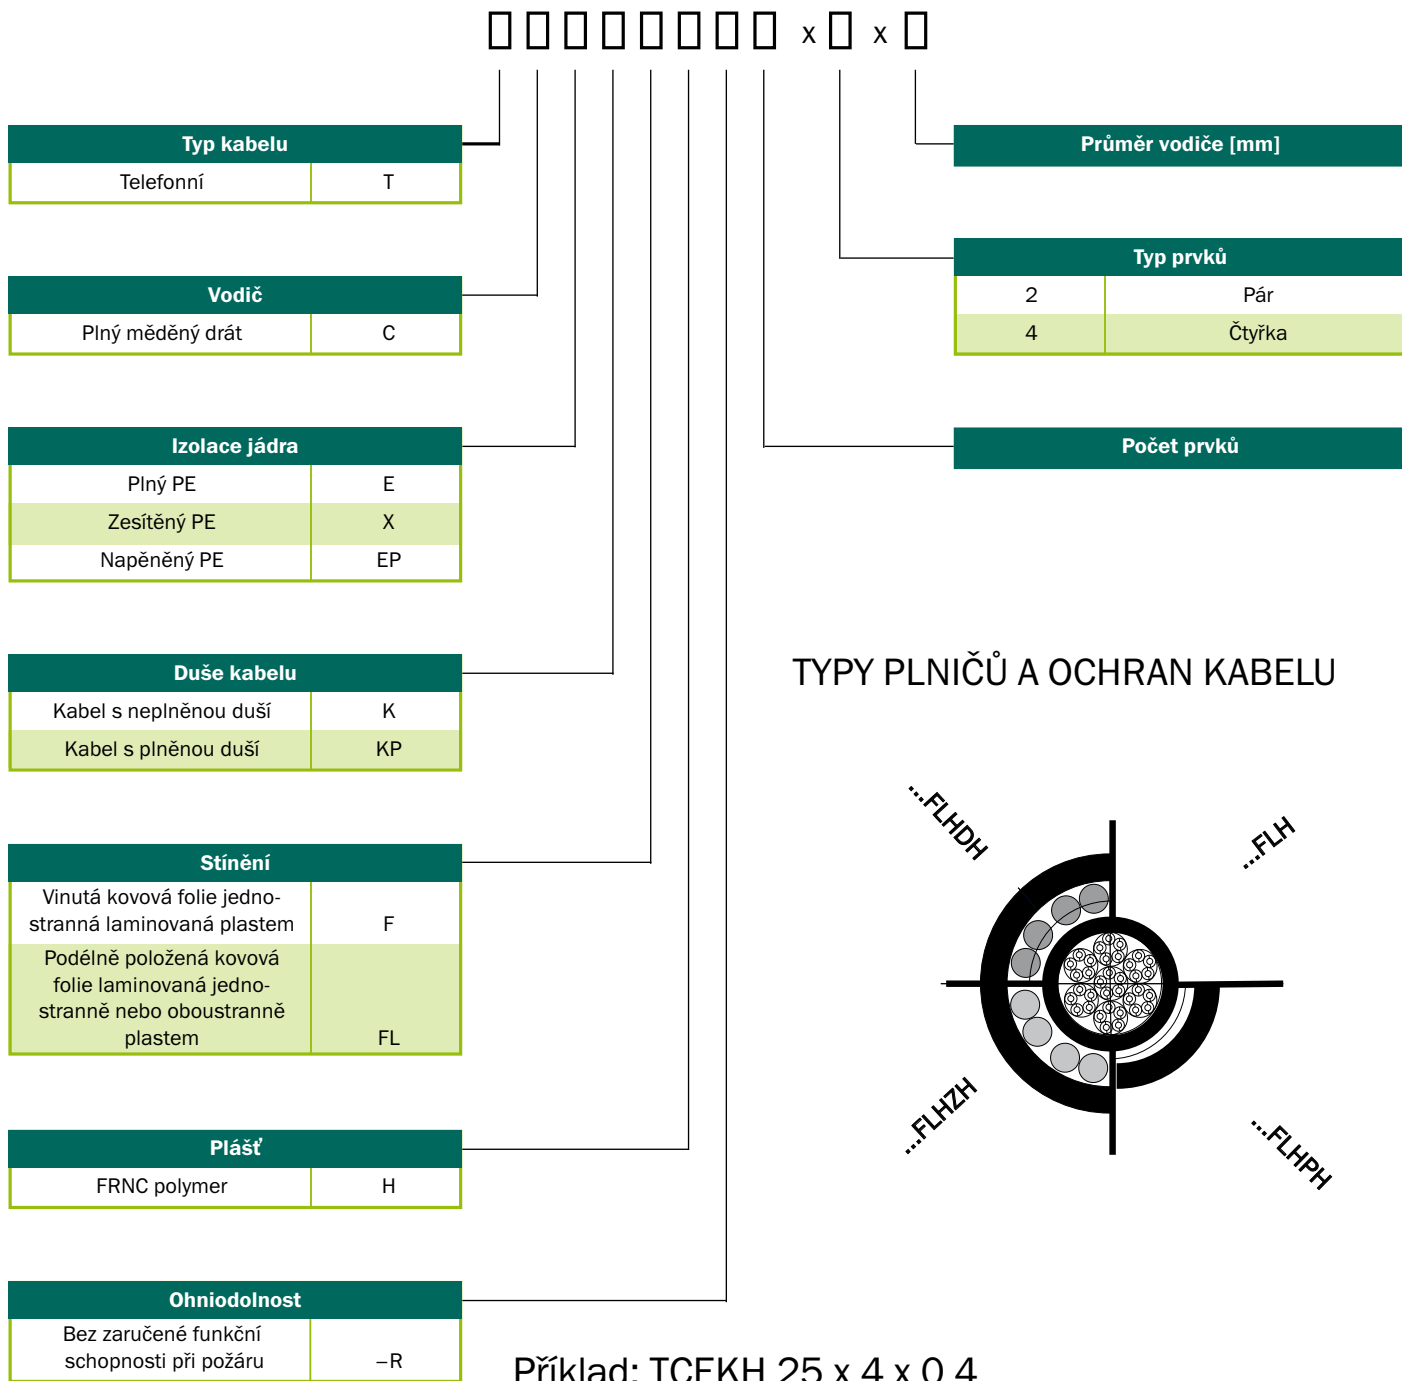 x x
Typ kabelu
Telefonní T
Vodič
Plný měděný drát C
Izolace jádra
Plný PE E
Zesítěný PE X
Napěněný PE EP
Duše kabelu
Kabel s neplněnou duší K
Kabel s plněnou duší KP
Stínění
Vinutá kovová folie jedno-
stranná laminovaná plastem F
Podélně položená kovová
folie laminovaná jedno-
stranně nebo oboustranně
plastem FL
Plášť
FRNC polymer H
Ohniodolnost
Bez zaručené funkční
schopnosti při požáru –R
Průměr vodiče [mm]
Typ prvků
2 Pár
4 Čtyřka
Počet prvků
TYPY PLNIČŮ A OCHRAN KABELU
...FLHDH
...FLH
...FLHZH
...FLHPH
Příklad: TCEKH 25 x 4 x 0 4